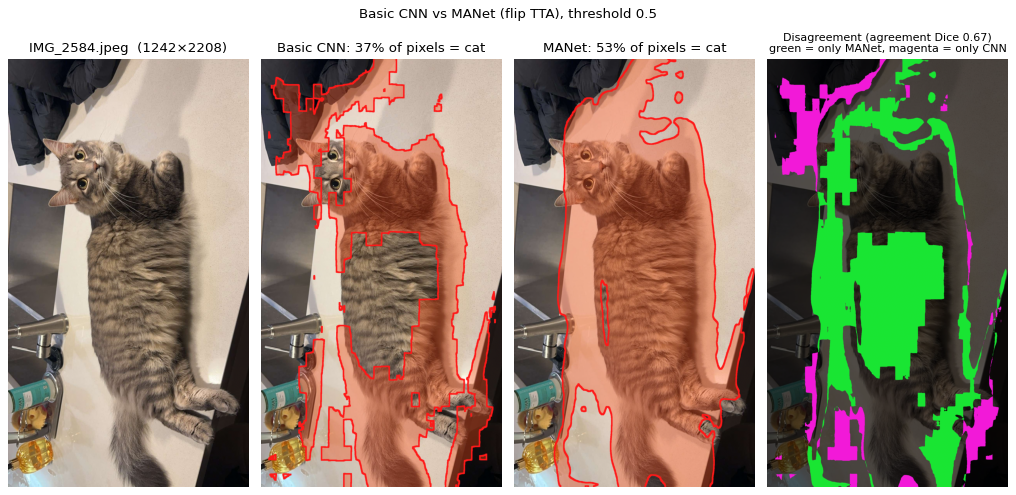 Basic CNN vs MANet (flip TTA), threshold 0.5
IMG_2584.jpeg  (1242×2208)
Basic CNN: 37% of pixels = cat
MANet: 53% of pixels = cat
Disagreement (agreement Dice 0.67)
green = only MANet, magenta = only CNN